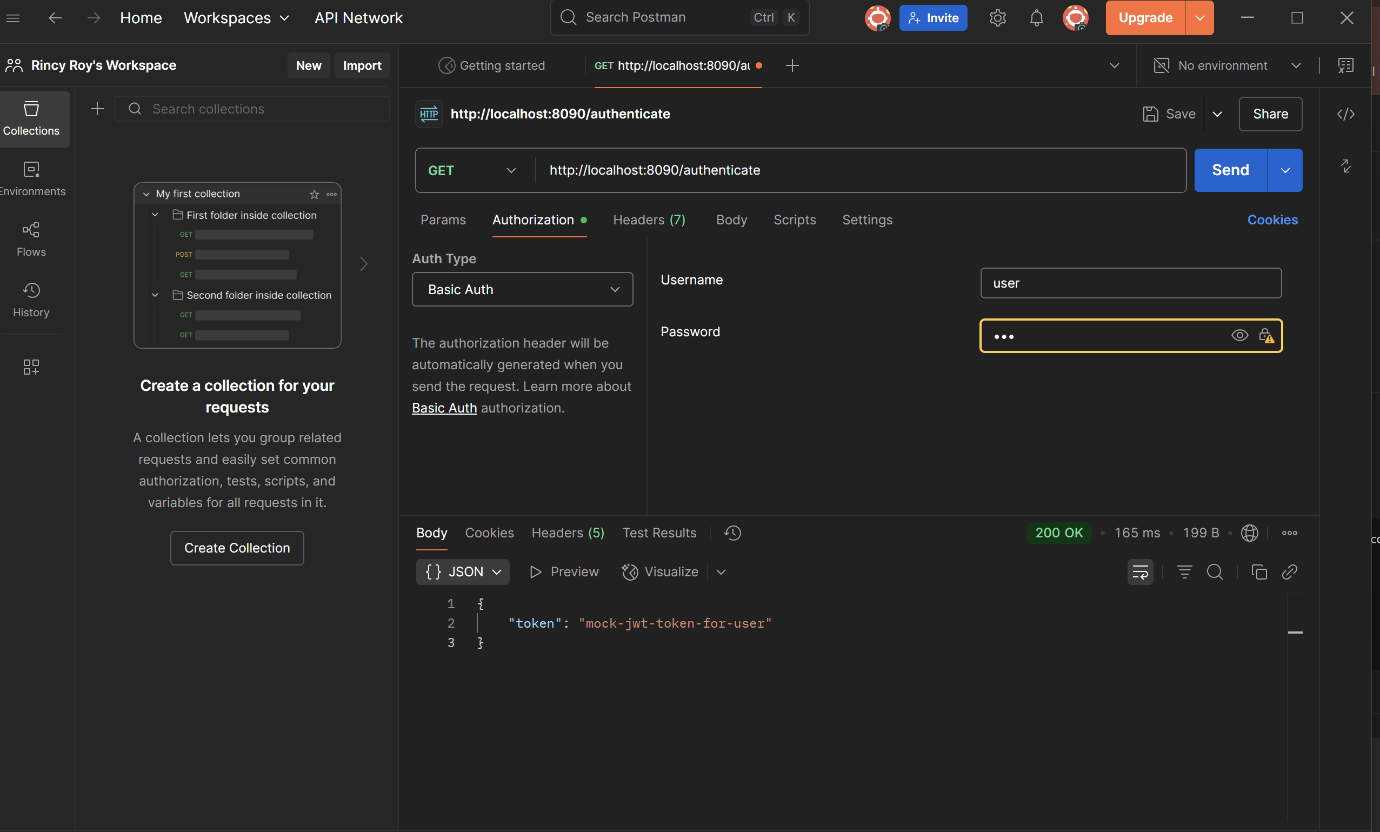 Home
Workspaces
API Network
Search Postman
Ctrl
K
Invite
Upgrade
Rincy Roy's Workspace
New
Import
Getting started
GET http://localhost:8090/au
No environment
Collections
Environments
Flows
History
Search collections
My first collection
First folder inside collection
GET
POST
GET
Second folder inside collection
GET
GET
Create a collection for your
requests
A collection lets you group related
requests and easily set common
authorization, tests, scripts, and
variables for all requests in it.
Create Collection
HTTP
http://localhost:8090/authenticate
Save
Share
GET
http://localhost:8090/authenticate
Send
Params
Authorization
Headers (7)
Body
Scripts
Settings
Cookies
Auth Type
Basic Auth
The authorization header will be
automatically generated when you
send the request. Learn more about
Basic Auth authorization.
Username
user
Password
•••
Body
Cookies
Headers (5)
Test Results
200 OK
165 ms
199 B
{} JSON
Preview
Visualize
1 {
2 "token": "mock-jwt-token-for-user"
3 }